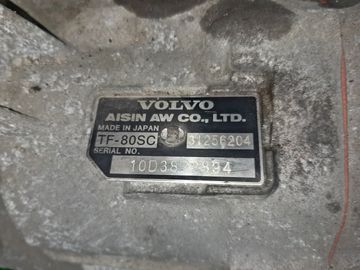 VOLVO
AISIN AW CO., LTD.
MADE IN JAPAN
TF-80SC 31256204
SERIAL NO.